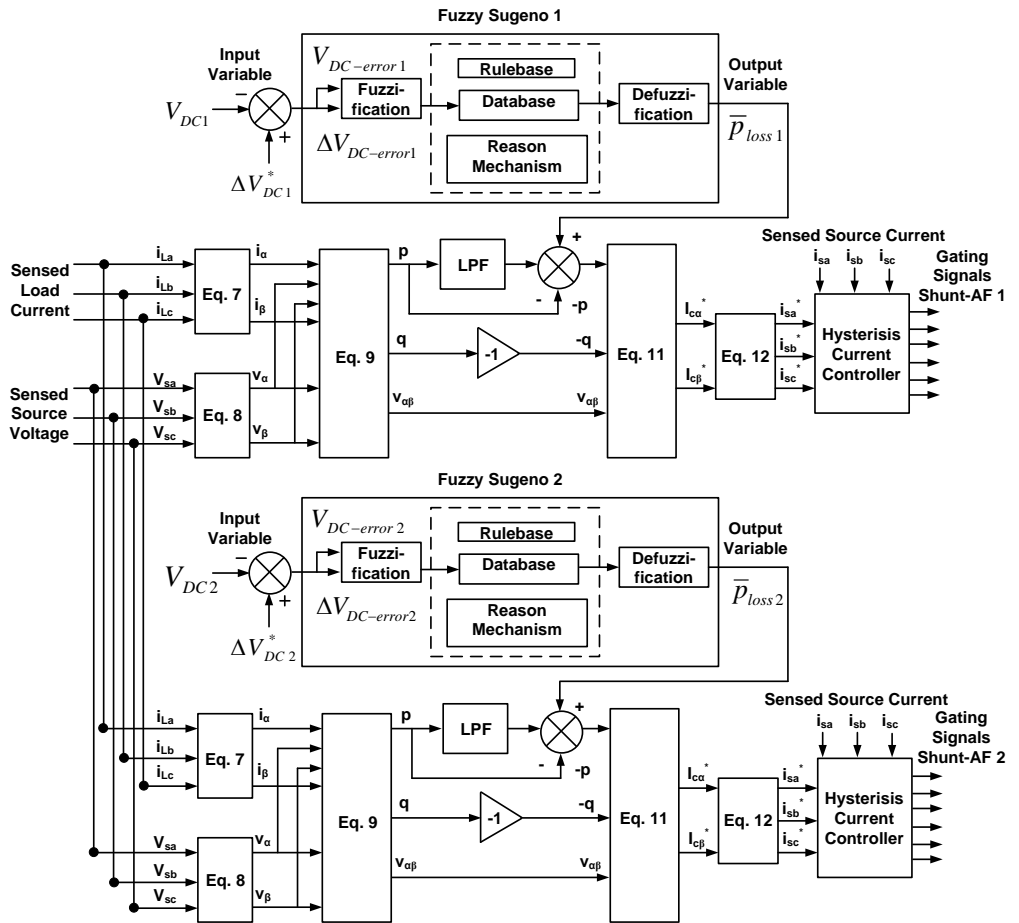 Fuzzy Sugeno 1
Input
Variable
V_DC1
−
+
ΔV*_DC1
V_DC−error1
ΔV_DC−error1
Fuzzi-
fication
Rulebase
Database
Reason
Mechanism
Defuzzi-
fication
Output
Variable
p̅_loss1
Sensed
Load
Current
i_La
i_Lb
i_Lc
Eq. 7
i_α
i_β
Sensed
Source
Voltage
V_sa
V_sb
V_sc
Eq. 8
v_α
v_β
Eq. 9
p
LPF
+
-
-p
q
-1
-q
v_αβ
v_αβ
Eq. 11
I_cα*
I_cβ*
Eq. 12
i_sa*
i_sb*
i_sc*
Sensed Source Current
i_sa i_sb i_sc
Hysterisis
Current
Controller
Gating
Signals
Shunt-AF 1
Fuzzy Sugeno 2
Input
Variable
V_DC2
−
+
ΔV*_DC2
V_DC−error2
ΔV_DC−error2
Fuzzi-
fication
Rulebase
Database
Reason
Mechanism
Defuzzi-
fication
Output
Variable
p̅_loss2
i_La
i_Lb
i_Lc
Eq. 7
i_α
i_β
V_sa
V_sb
V_sc
Eq. 8
v_α
v_β
Eq. 9
p
LPF
+
-
-p
q
-1
-q
v_αβ
v_αβ
Eq. 11
I_cα*
I_cβ*
Eq. 12
i_sa*
i_sb*
i_sc*
Sensed Source Current
i_sa i_sb i_sc
Hysterisis
Current
Controller
Gating
Signals
Shunt-AF 2